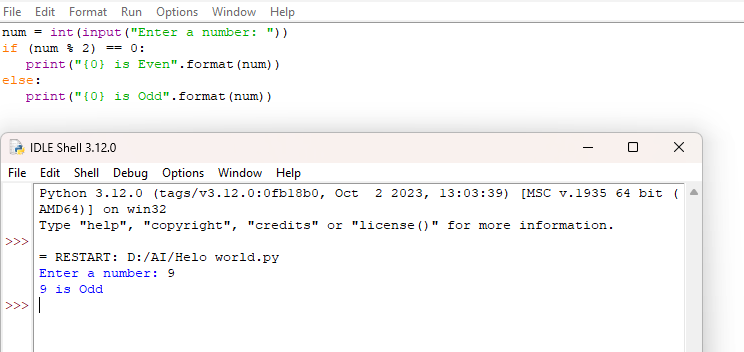 File Edit Format Run Options Window Help
num = int(input("Enter a number: "))
if (num % 2) == 0:
   print("{0} is Even".format(num))
else:
   print("{0} is Odd".format(num))
IDLE Shell 3.12.0
File Edit Shell Debug Options Window Help
Python 3.12.0 (tags/v3.12.0:0fb18b0, Oct  2 2023, 13:03:39) [MSC v.1935 64 bit (
AMD64)] on win32
Type "help", "copyright", "credits" or "license()" for more information.
>>>
= RESTART: D:/AI/Helo world.py
Enter a number: 9
9 is Odd
>>>